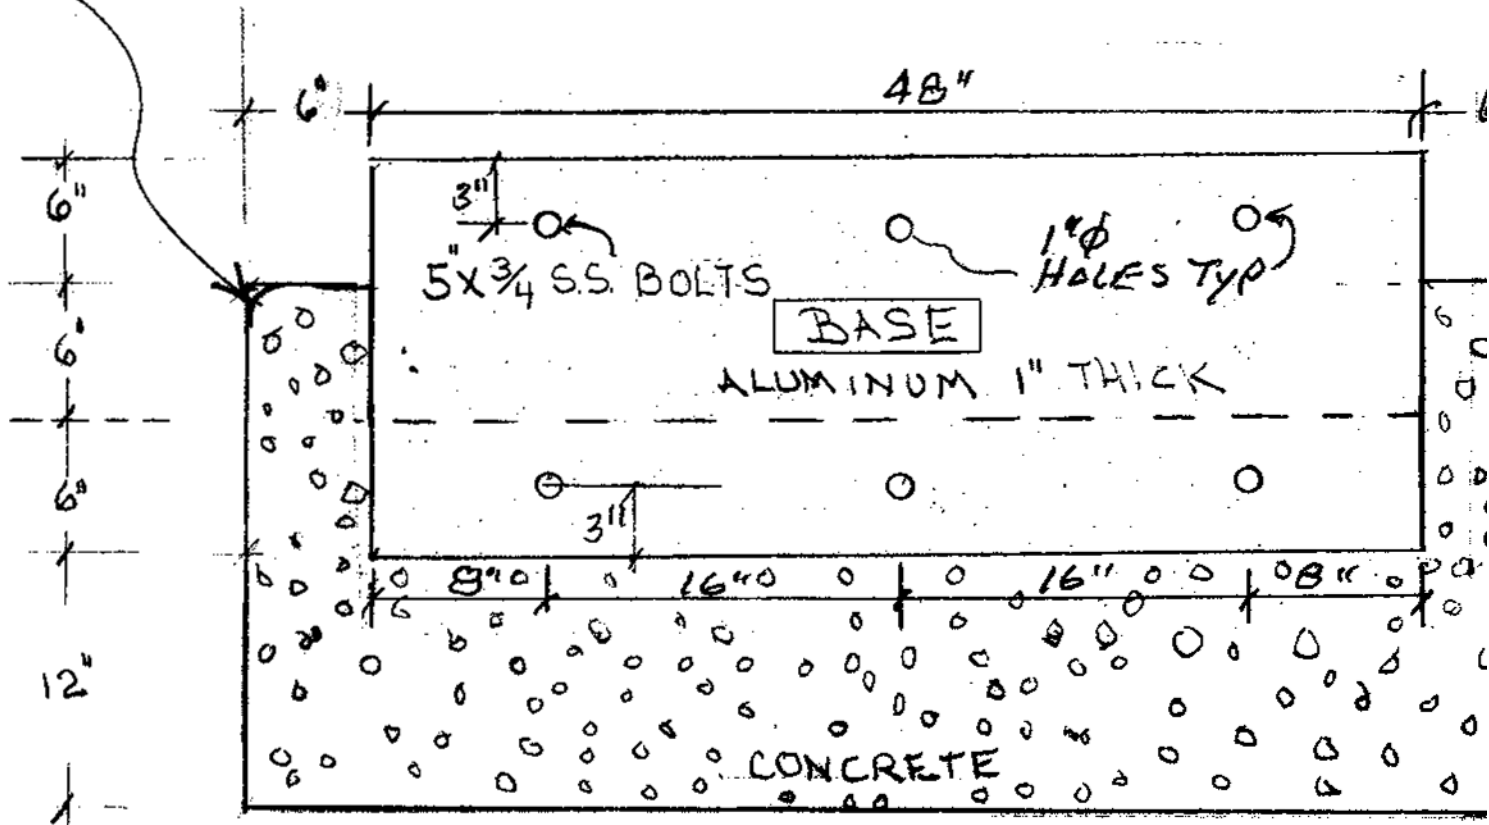 6"
48"
6"
3"
5"X 3/4 S.S. BOLTS
1"φ
HOLES TYP
BASE
6"
ALUMINUM 1" THICK
6"
3"
8"
16"
16"
8"
12"
CONCRETE